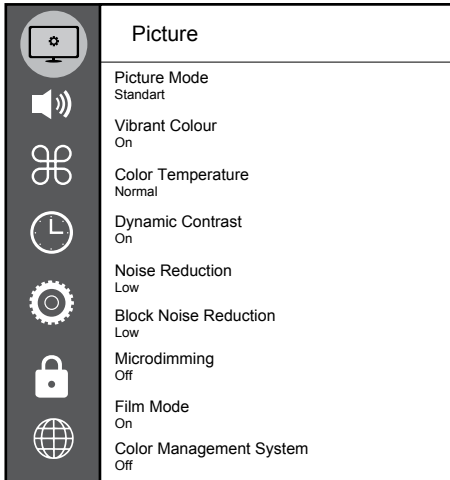 Picture
Picture Mode
Standart
Vibrant Colour
On
Color Temperature
Normal
Dynamic Contrast
On
Noise Reduction
Low
Block Noise Reduction
Low
Microdimming
Off
Film Mode
On
Color Management System
Off